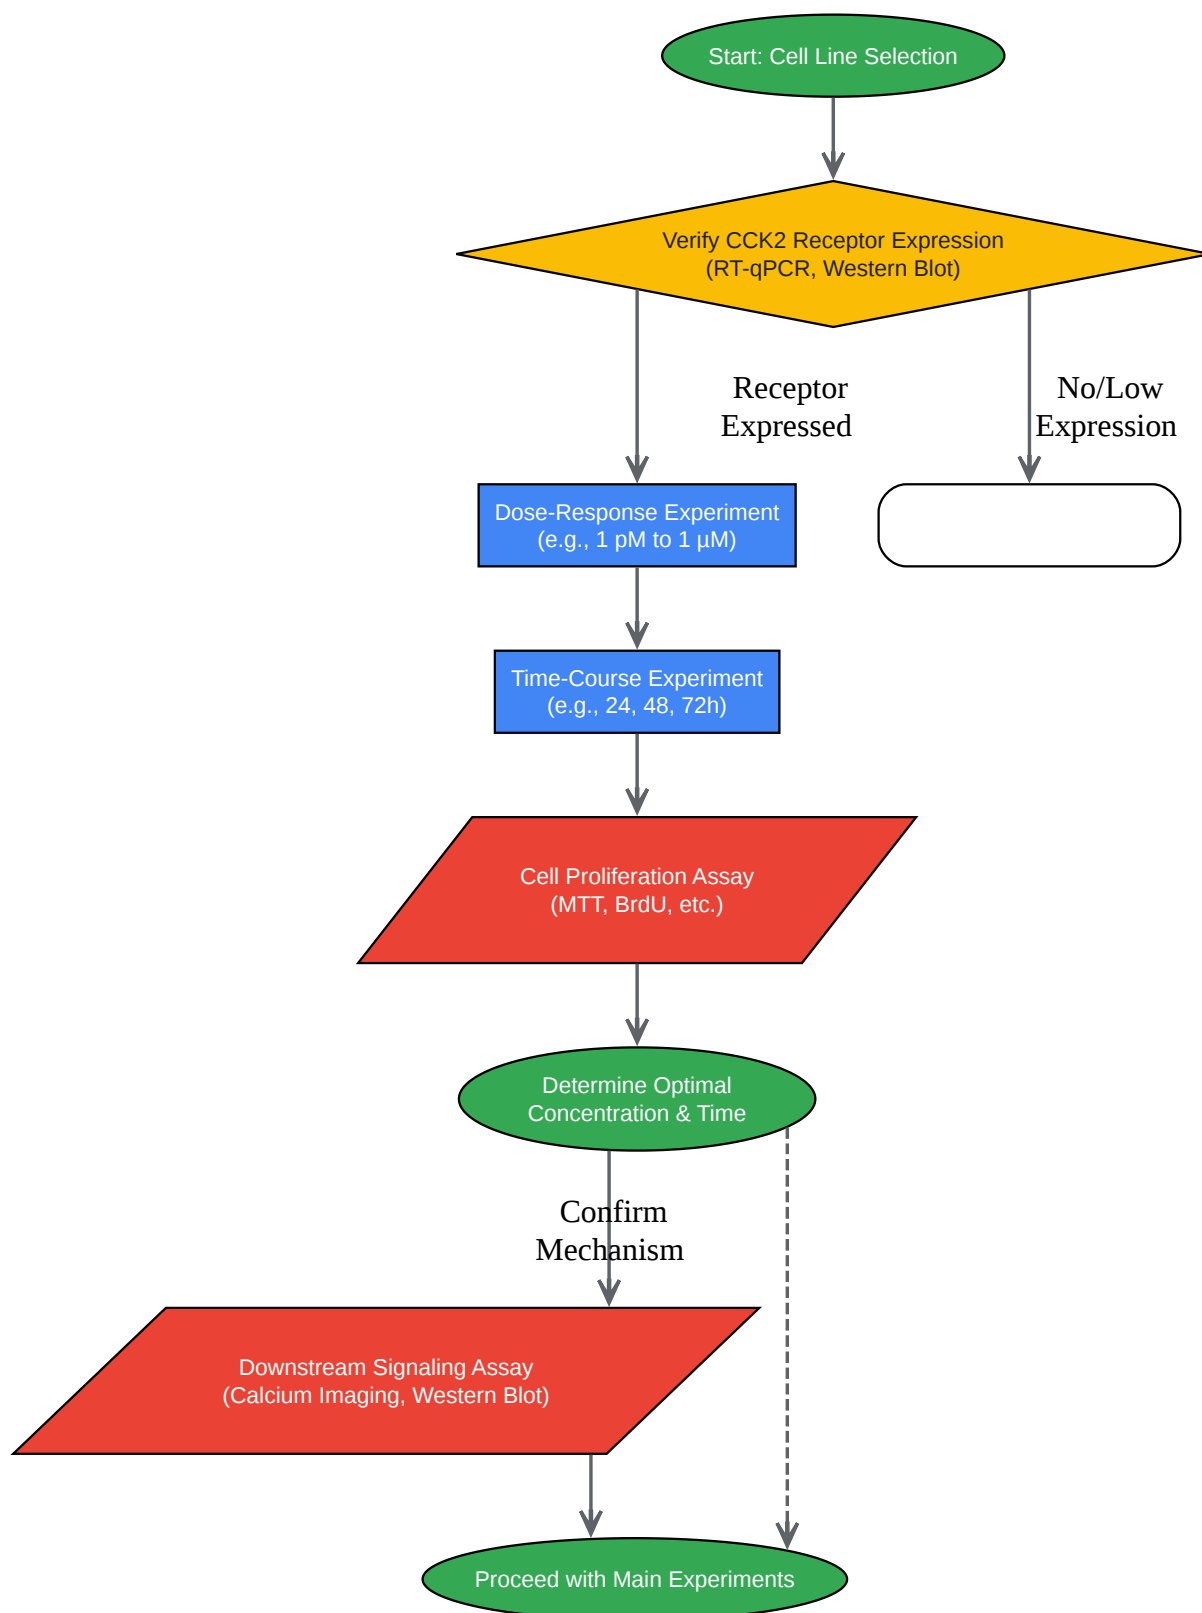 Start: Cell Line Selection
Verify CCK2 Receptor Expression
(RT-qPCR, Western Blot)
Receptor
Expressed
No/Low
Expression
Dose-Response Experiment
(e.g., 1 pM to 1 µM)
Time-Course Experiment
(e.g., 24, 48, 72h)
Cell Proliferation Assay
(MTT, BrdU, etc.)
Determine Optimal
Concentration & Time
Confirm
Mechanism
Downstream Signaling Assay
(Calcium Imaging, Western Blot)
Proceed with Main Experiments